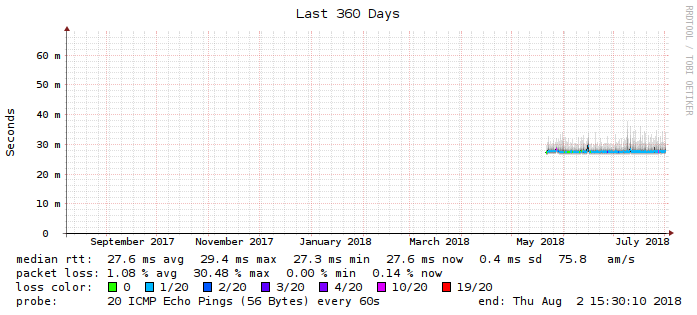 Last 360 Days
RRDTOOL / TOBI OETIKER
Seconds
60 m
50 m
40 m
30 m
20 m
10 m
0
September 2017 November 2017 January 2018 March 2018 May 2018 July 2018
median rtt: 27.6 ms avg 29.4 ms max 27.3 ms min 27.6 ms now 0.4 ms sd 75.8 am/s
packet loss: 1.08 % avg 30.48 % max 0.00 % min 0.14 % now
loss color: 0 1/20 2/20 3/20 4/20 10/20 19/20
probe: 20 ICMP Echo Pings (56 Bytes) every 60s end: Thu Aug 2 15:30:10 2018